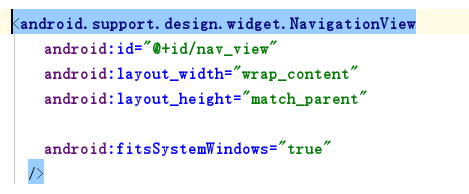 <android.support.design.widget.NavigationView
android:id="@+id/nav_view"
android:layout_width="wrap_content"
android:layout_height="match_parent"
android:fitsSystemWindows="true"
/>